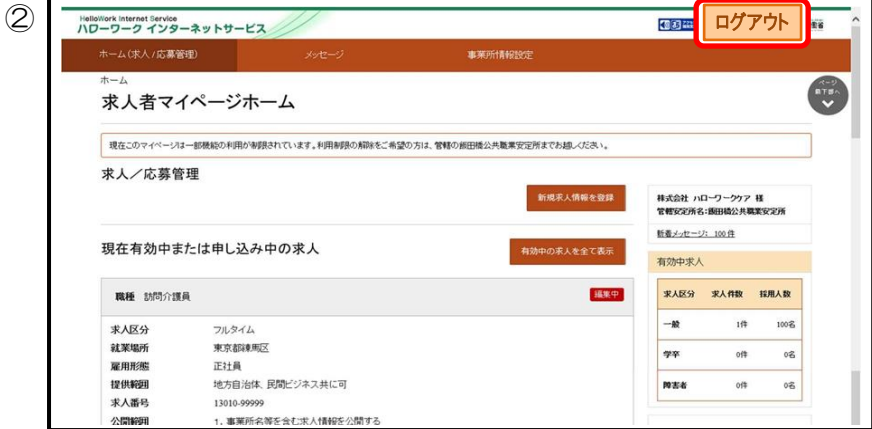 ②
HelloWork Internet Service
ハローワーク インターネットサービス
ログアウト
ホーム(求人/応募管理)
メッセージ
事業所情報設定
ホーム
求人者マイページホーム
ページ
最下部へ
現在このマイページは一部機能の利用が制限されています。利用制限の解除をご希望の方は、管轄の飯田橋公共職業安定所までお越しください。
求人／応募管理
新規求人情報を登録
株式会社 ハローワークケア 様
管轄安定所名:飯田橋公共職業安定所
新着メッセージ: 100件
現在有効中または申し込み中の求人
有効中の求人を全て表示
有効中求人
求人区分 求人件数 採用人数
一般 1件 100名
学卒 0件 0名
障害者 0件 0名
職種 訪問介護員
編集中
求人区分 フルタイム
就業場所 東京都練馬区
雇用形態 正社員
提供範囲 地方自治体、民間ビジネス共に可
求人番号 13010-99999
公開範囲 1. 事業所名等を含む求人情報を公開する